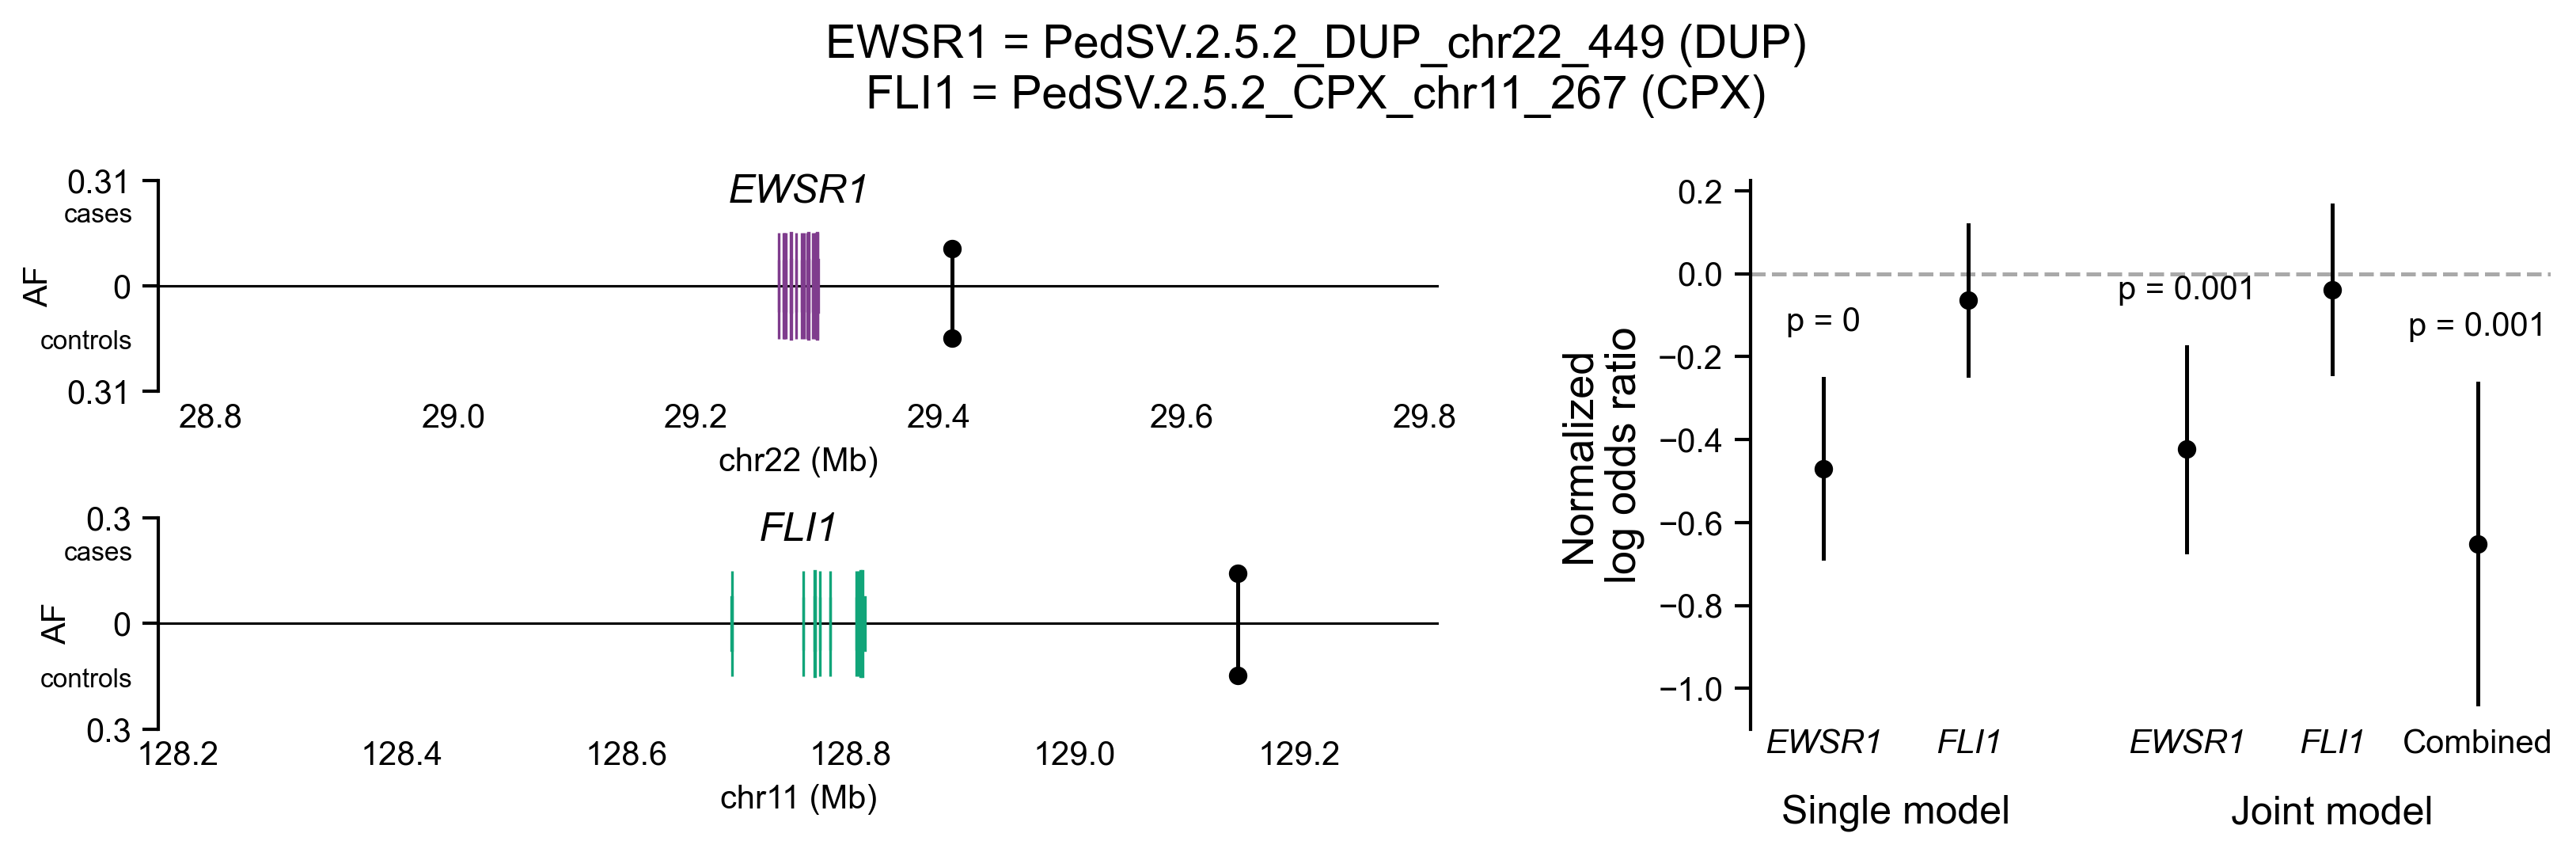 EWSR1 = PedSV.2.5.2_DUP_chr22_449 (DUP)
FLI1 = PedSV.2.5.2_CPX_chr11_267 (CPX)
EWSR1
0.31
cases
AF
0
controls
0.31
28.8 29.0 29.2 29.4 29.6 29.8
chr22 (Mb)
FLI1
0.3
cases
AF
0
controls
0.3
128.2 128.4 128.6 128.8 129.0 129.2
chr11 (Mb)
Normalized
log odds ratio
0.2
0.0
−0.2
−0.4
−0.6
−0.8
−1.0
p = 0
p = 0.001
p = 0.001
EWSR1 FLI1 EWSR1 FLI1 Combined
Single model Joint model